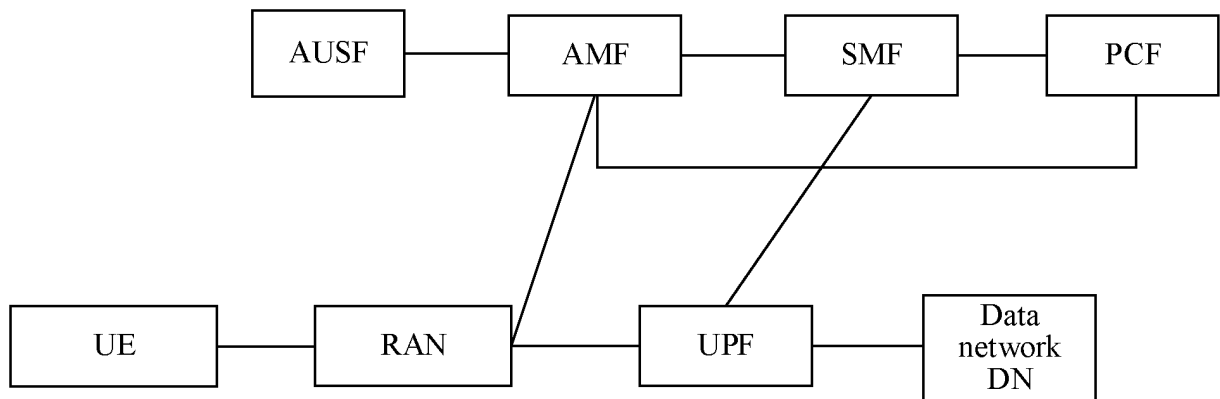 AUSF
AMF
SMF
PCF
UE
RAN
UPF
Data
network
DN